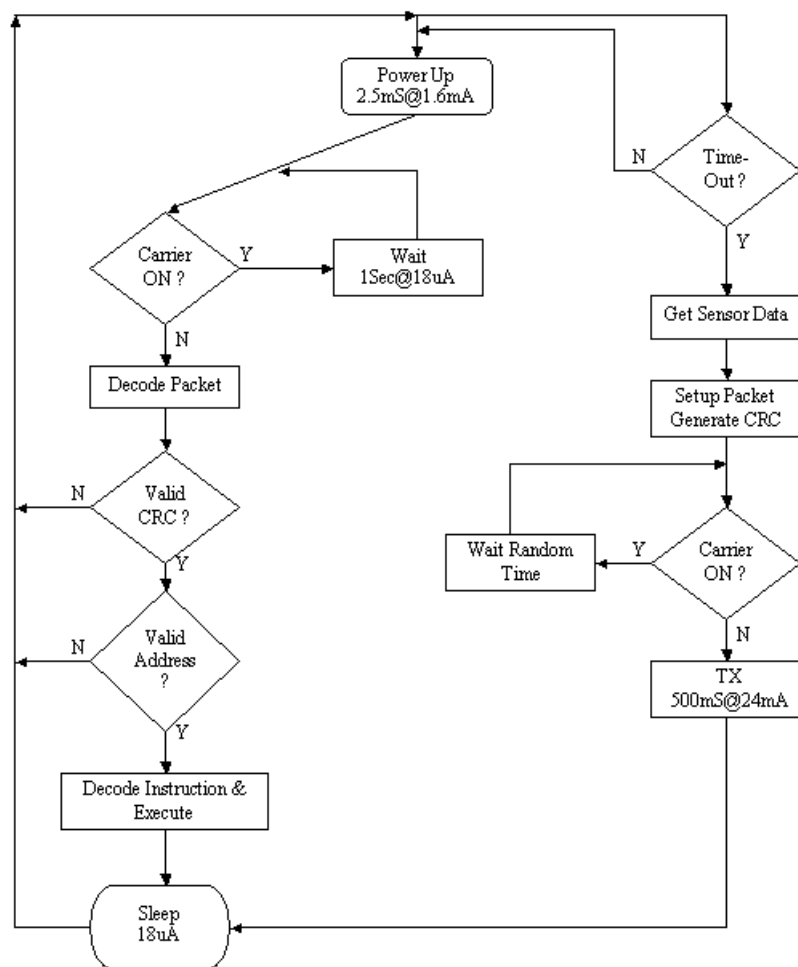 Power Up
2.5mS@1.6mA
N
Time-
Out ?
Y
Carrier
ON ?
Y
Wait
1Sec@18uA
N
Get Sensor Data
Decode Packet
Setup Packet
Generate CRC
N
Valid
CRC ?
Y
Wait Random
Time
Y
Carrier
ON ?
N
N
Valid
Address
?
Y
TX
500mS@24mA
Decode Instruction &
Execute
Sleep
18uA